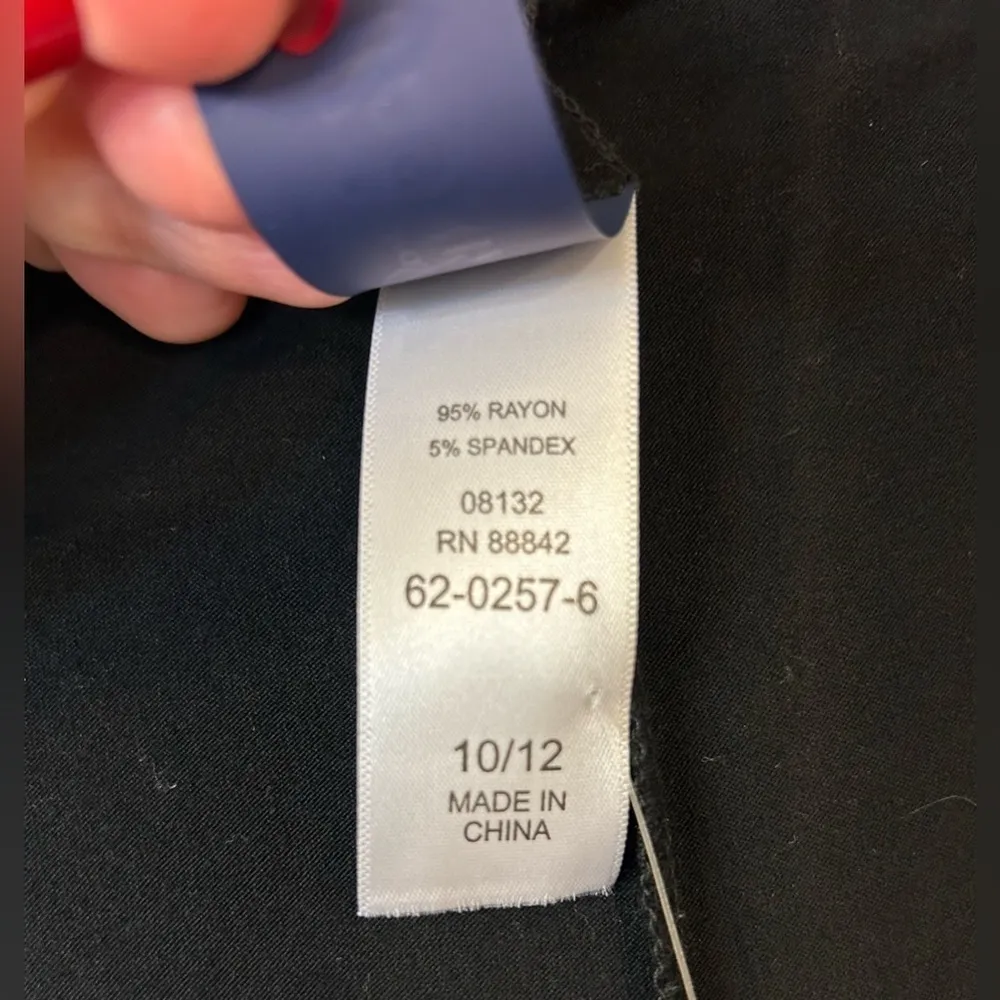 95% RAYON
5% SPANDEX
08132
RN 88842
62-0257-6
10/12
MADE IN
CHINA